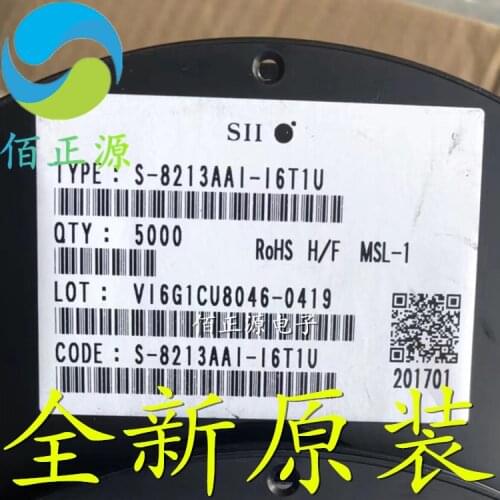 SII
佰正源
TYPE: S-8213AAI-I6T1U
QTY: 5000
RoHS H/F MSL-1
LOT: VI6G1CU8046-0419
佰正源电子
CODE: S-8213AAI-I6T1U
201701
全新原装